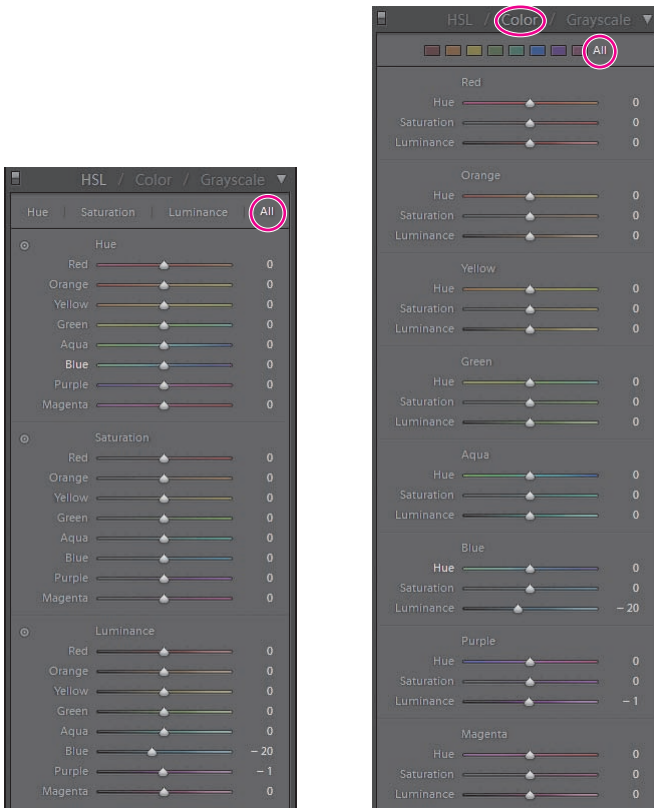 HSL / Color / Grayscale
Hue | Saturation | Luminance | All
Hue
Red 0
Orange 0
Yellow 0
Green 0
Aqua 0
Blue 0
Purple 0
Magenta 0
Saturation
Red 0
Orange 0
Yellow 0
Green 0
Aqua 0
Blue 0
Purple 0
Magenta 0
Luminance
Red 0
Orange 0
Yellow 0
Green 0
Aqua 0
Blue – 20
Purple – 1
Magenta 0
HSL / Color / Grayscale
All
Red
Hue 0
Saturation 0
Luminance 0
Orange
Hue 0
Saturation 0
Luminance 0
Yellow
Hue 0
Saturation 0
Luminance 0
Green
Hue 0
Saturation 0
Luminance 0
Aqua
Hue 0
Saturation 0
Luminance 0
Blue
Hue 0
Saturation 0
Luminance – 20
Purple
Hue 0
Saturation 0
Luminance – 1
Magenta
Hue 0
Saturation 0
Luminance 0